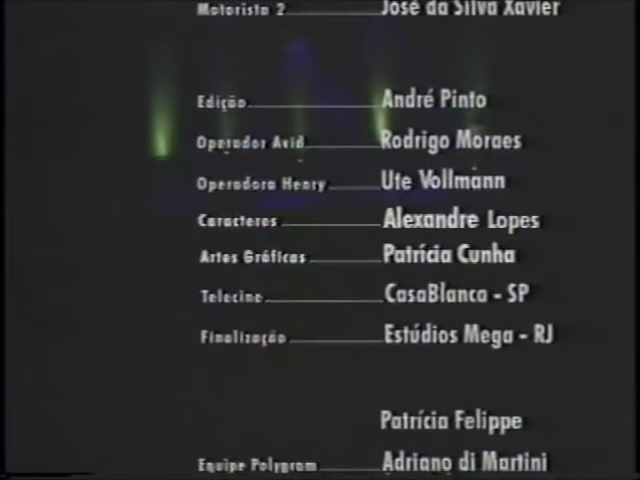 Motorista 2 José da Silva Xavier
Edição André Pinto
Operador Avid Rodrigo Moraes
Operadora Henry Ute Vollmann
Caracteres Alexandre Lopes
Artes Gráficas Patrícia Cunha
Telecine CasaBlanca - SP
Finalização Estúdios Mega - RJ
Patrícia Felippe
Equipe Polygram Adriano di Martini